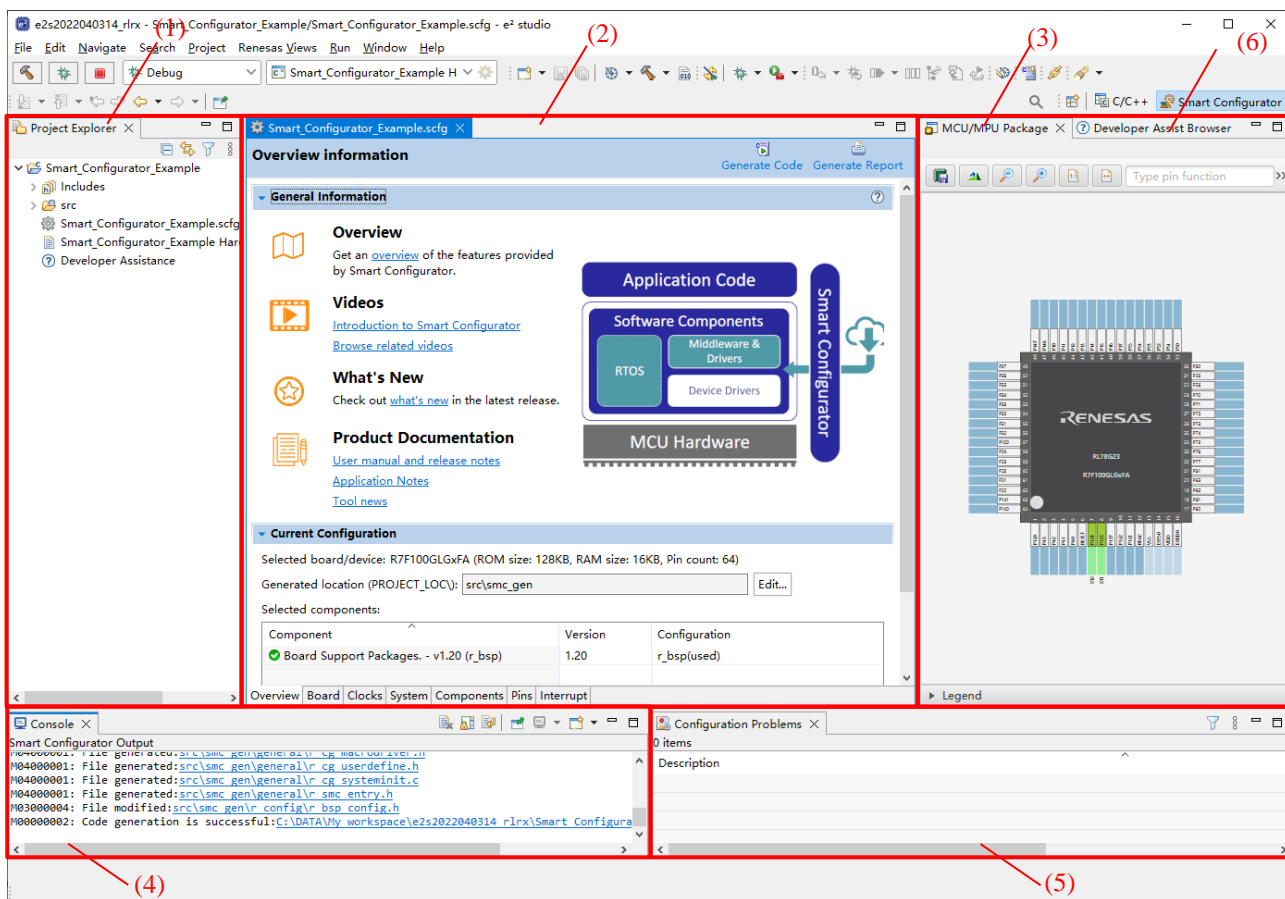 e2s2022040314_rlrx - Smart_Configurator_Example/Smart_Configurator_Example.scfg - e² studio
(1)
(2)
(3)
(6)
File Edit Navigate Search Project Renesas Views Run Window Help
Debug
Smart_Configurator_Example H
C/C++
Smart Configurator
Project Explorer
Smart_Configurator_Example
Includes
src
Smart_Configurator_Example.scfg
Smart_Configurator_Example Har
Developer Assistance
Smart_Configurator_Example.scfg
Overview information
Generate Code Generate Report
General Information
Overview
Get an overview of the features provided
by Smart Configurator.
Videos
Introduction to Smart Configurator
Browse related videos
What's New
Check out what's new in the latest release.
Product Documentation
User manual and release notes
Application Notes
Tool news
Application Code
Software Components
RTOS
Middleware &
Drivers
Device Drivers
MCU Hardware
Smart Configurator
Current Configuration
Selected board/device: R7F100GLGxFA (ROM size: 128KB, RAM size: 16KB, Pin count: 64)
Generated location (PROJECT_LOC\): src\smc_gen Edit...
Selected components:
Component Version Configuration
Board Support Packages. - v1.20 (r_bsp) 1.20 r_bsp(used)
Overview Board Clocks System Components Pins Interrupt
MCU/MPU Package
Developer Assist Browser
Type pin function
RENESAS
RL78G23
R7F100GLGxFA
Legend
Console
Smart Configurator Output
M04000001: File generated:src\smc_gen\general\r_cg_macrodriver.h
M04000001: File generated:src\smc_gen\general\r_cg_userdefine.h
M04000001: File generated:src\smc_gen\general\r_cg_systeminit.c
M04000001: File generated:src\smc_gen\general\r_smc_entry.h
M03000004: File modified:src\smc_gen\r_config\r_bsp_config.h
M00000002: Code generation is successful:C:\DATA\My_workspace\e2s2022040314_rlrx\Smart_Configura
Configuration Problems
0 items
Description
(4)
(5)